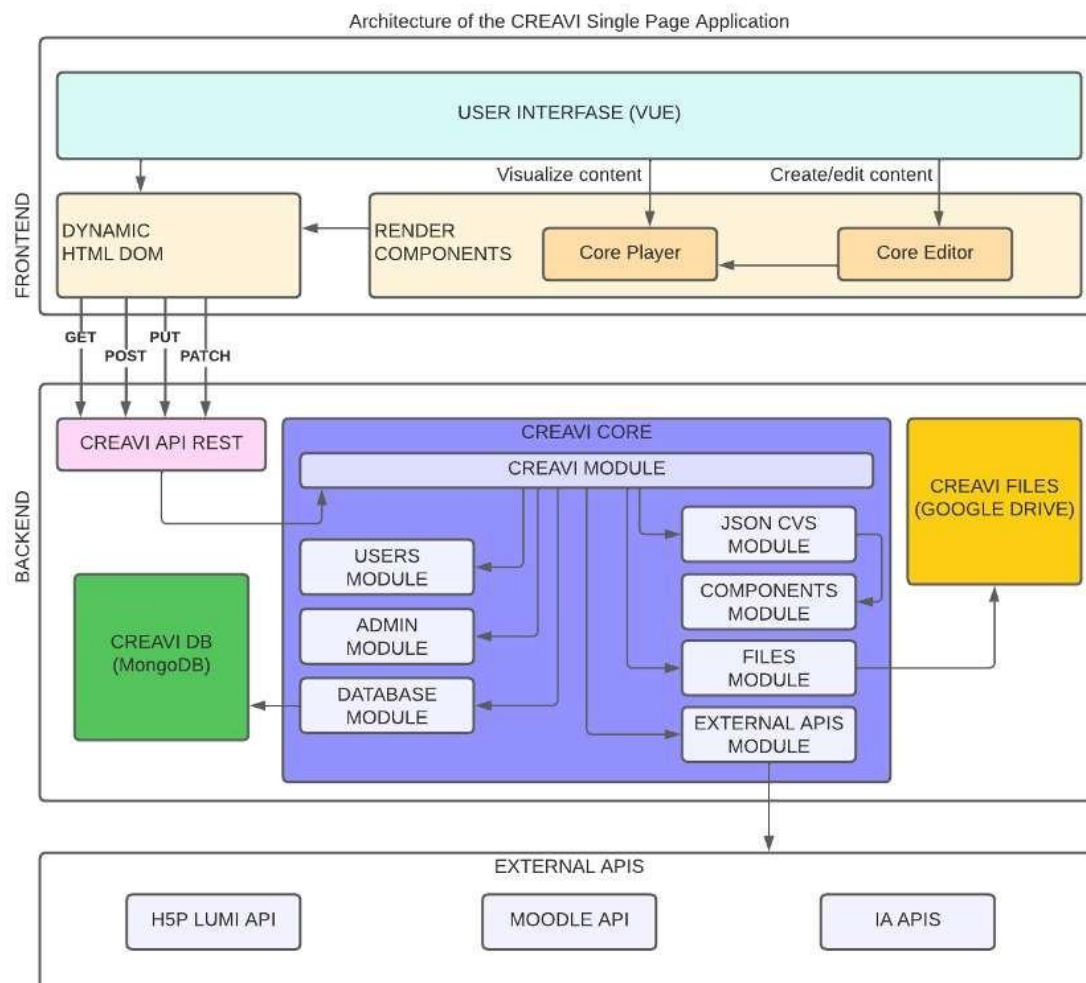 Architecture of the CREAVI Single Page Application
FRONTEND
USER INTERFASE (VUE)
Visualize content
Create/edit content
DYNAMIC
HTML DOM
RENDER
COMPONENTS
Core Player
Core Editor
GET
POST
PUT
PATCH
BACKEND
CREAVI API REST
CREAVI CORE
CREAVI MODULE
USERS
MODULE
ADMIN
MODULE
DATABASE
MODULE
JSON CVS
MODULE
COMPONENTS
MODULE
FILES
MODULE
EXTERNAL APIS
MODULE
CREAVI FILES
(GOOGLE DRIVE)
CREAVI DB
(MongoDB)
EXTERNAL APIS
H5P LUMI API
MOODLE API
IA APIS